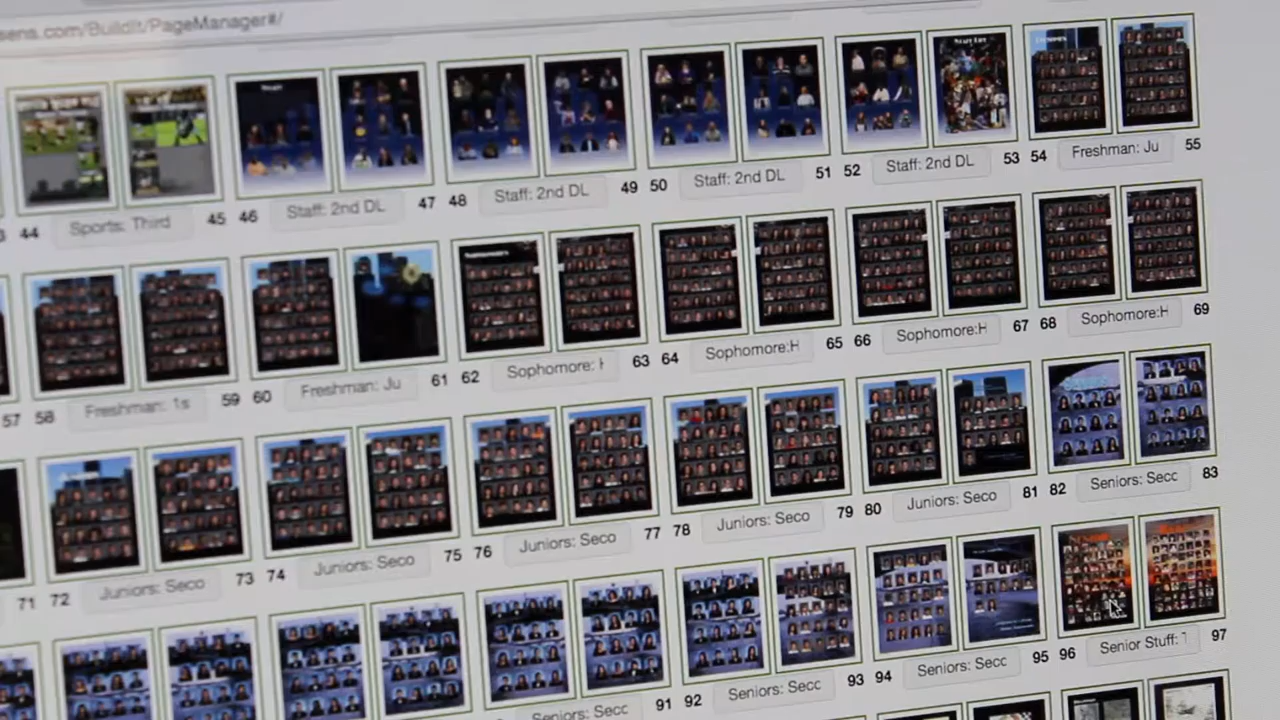 sens.com/BuildIt/PageManager#/
44 Sports: Third 45 46 Staff: 2nd DL 47 48 Staff: 2nd DL 49 50 Staff: 2nd DL 51 52 Staff: 2nd DL 53 54 Freshman: Ju 55
57 58 Freshman: 1s 59 60 Freshman: Ju 61 62 Sophomore: H 63 64 Sophomore:H 65 66 Sophomore:H 67 68 Sophomore:H 69
71 72 Juniors: Seco 73 74 Juniors: Seco 75 76 Juniors: Seco 77 78 Juniors: Seco 79 80 Juniors: Seco 81 82 Seniors: Secc 83
Seniors: Secc 91 92 Seniors: Secc 93 94 Seniors: Secc 95 96 Senior Stuff: 1 97